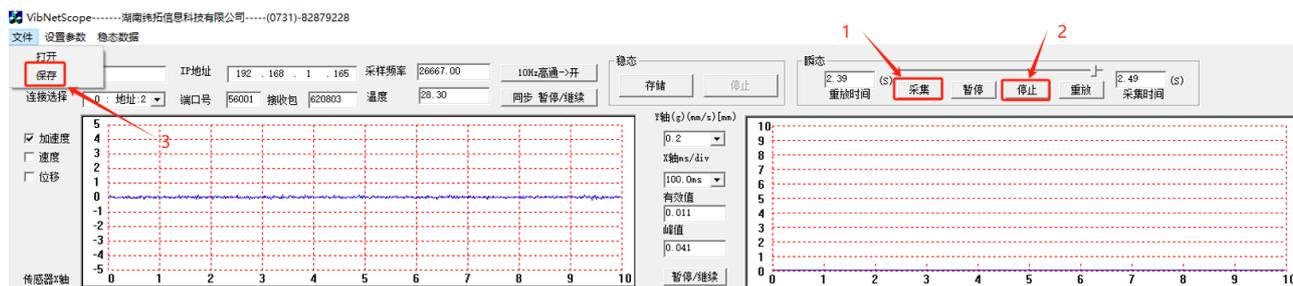 VibNetScope-------湖南纬拓信息科技有限公司-----(0731)-82879228
文件 设置参数 稳态数据
打开
保存
IP地址 192 .168 . 1 .165 采样频率 26667.00 10Hz高通->开
连接选择 0 : 地址:2 端口号 56001 接收包 620803 温度 28.30 同步 暂停/继续
稳态
存储 停止
瞬态
2.39 (S) 采集 暂停 停止 重放 2.49 (S)
重放时间 采集时间
1
2
3
加速度
速度
位移
传感器X轴
5
4
3
2
1
0
-1
-2
-3
-4
-5
0 1 2 3 4 5 6 7 8 9 10
Y轴(g)(mm/s)[mm]
0.2
X轴ms/div
100.0ms
有效值
0.011
峰值
0.041
暂停/继续
10
9
8
7
6
5
4
3
2
1
0
0 1 2 3 4 5 6 7 8 9 10